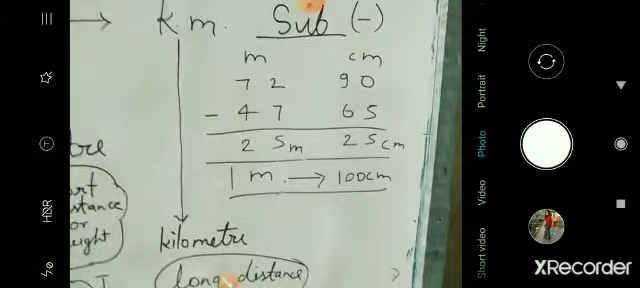 → k.m. Sub (-)
m cm
7 2 9 0
- 4 7 6 5
2 5m 2 5cm
1 m. → 100cm
kilometre
long distance
HDR
Night
Portrait
Photo
Video
Short video
XRecorder